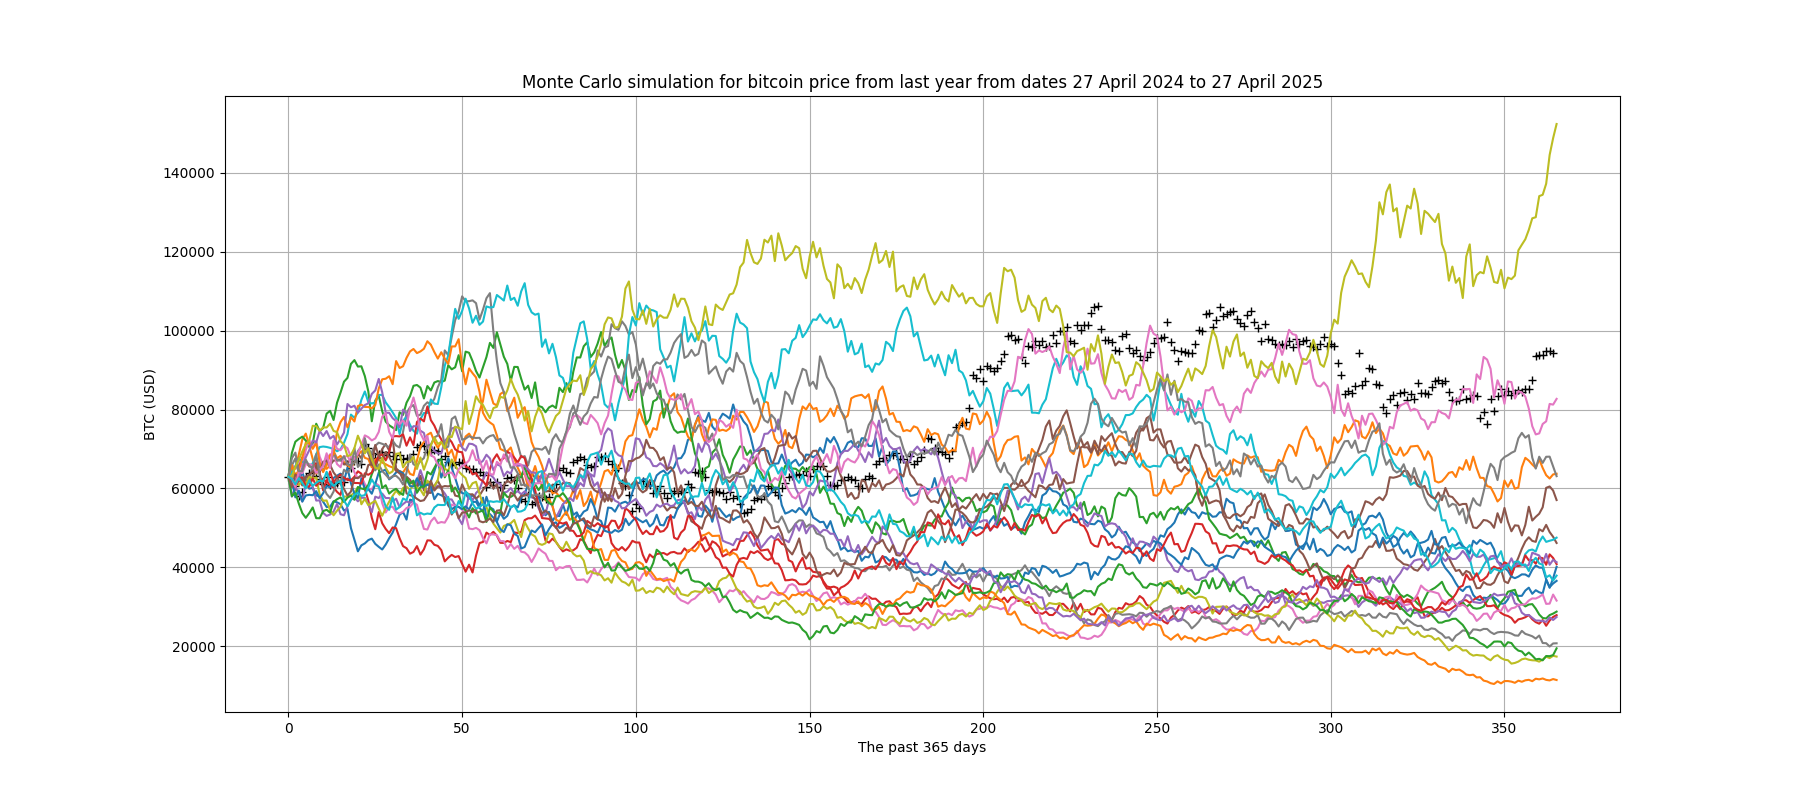 Monte Carlo simulation for bitcoin price from last year from dates 27 April 2024 to 27 April 2025
140000
120000
100000
80000
60000
40000
20000
BTC (USD)
0 50 100 150 200 250 300 350
The past 365 days